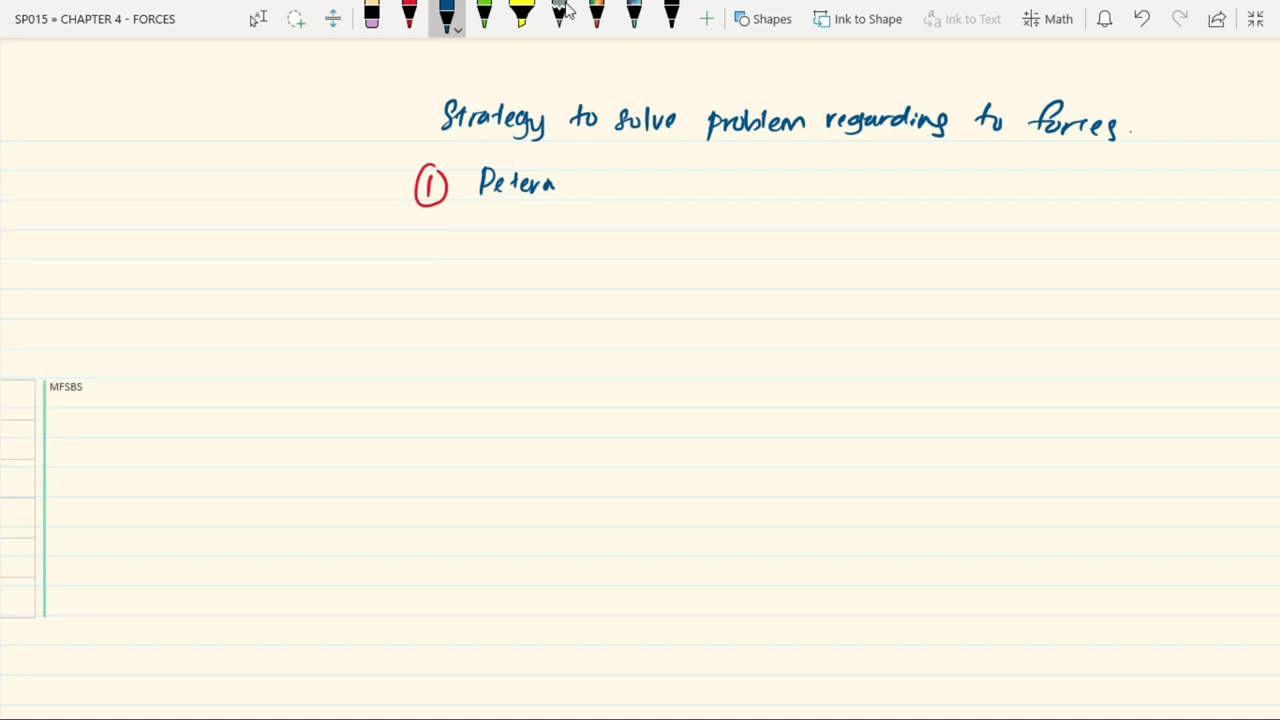 SP015 » CHAPTER 4 - FORCES
Shapes
Ink to Shape
Ink to Text
Math
Strategy to solve problem regarding to forces.
1 Determ
MFSBS